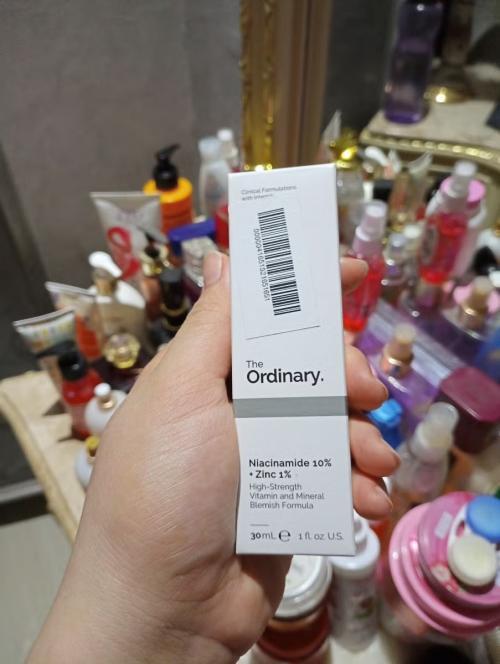 Clinical Formulations
with Integrity.
The
Ordinary.
Niacinamide 10%
+ Zinc 1%
High-Strength
Vitamin and Mineral
Blemish Formula
30mL ℮ 1 fl. oz. U.S.